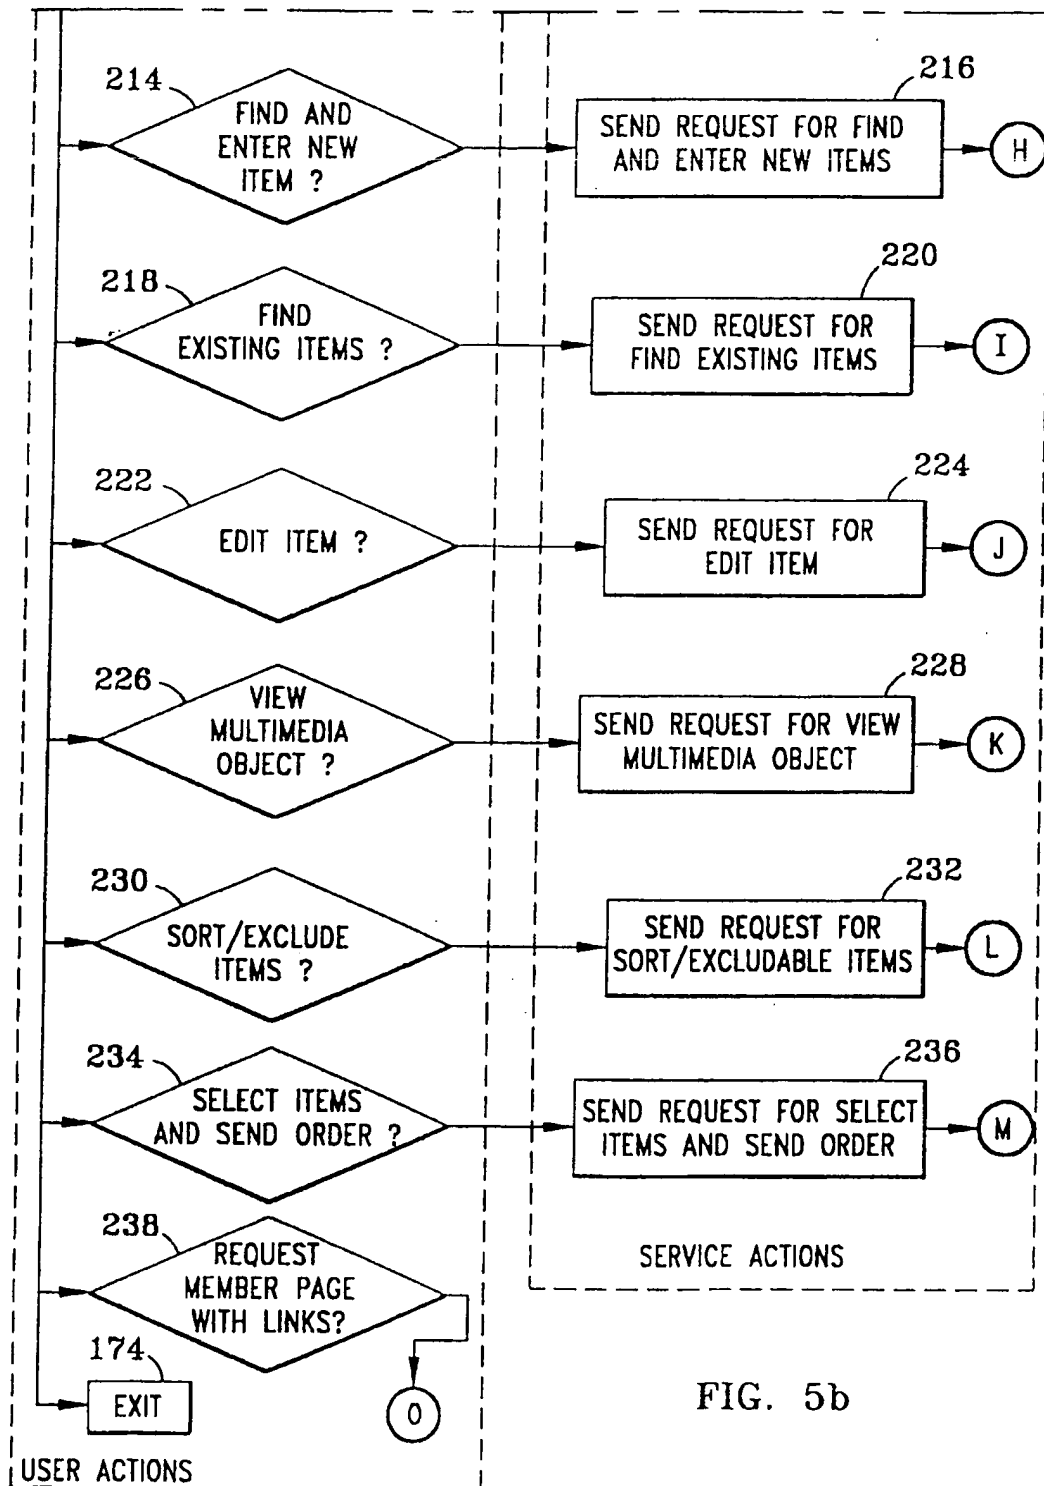 214
FIND AND
ENTER NEW
ITEM ?
216
SEND REQUEST FOR FIND
AND ENTER NEW ITEMS
H
218
FIND
EXISTING ITEMS ?
220
SEND REQUEST FOR
FIND EXISTING ITEMS
I
222
EDIT ITEM ?
224
SEND REQUEST FOR
EDIT ITEM
J
226
VIEW
MULTIMEDIA
OBJECT ?
228
SEND REQUEST FOR VIEW
MULTIMEDIA OBJECT
K
230
SORT/EXCLUDE
ITEMS ?
232
SEND REQUEST FOR
SORT/EXCLUDABLE ITEMS
L
234
SELECT ITEMS
AND SEND ORDER ?
236
SEND REQUEST FOR SELECT
ITEMS AND SEND ORDER
M
238
REQUEST
MEMBER PAGE
WITH LINKS?
SERVICE ACTIONS
174
EXIT
O
FIG. 5b
USER ACTIONS